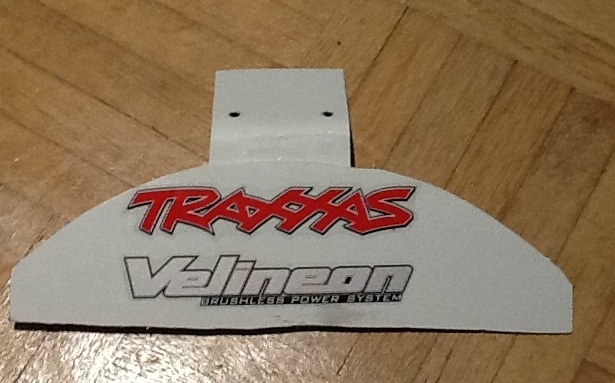 TRAXXAS
Velineon
BRUSHLESS POWER SYSTEM